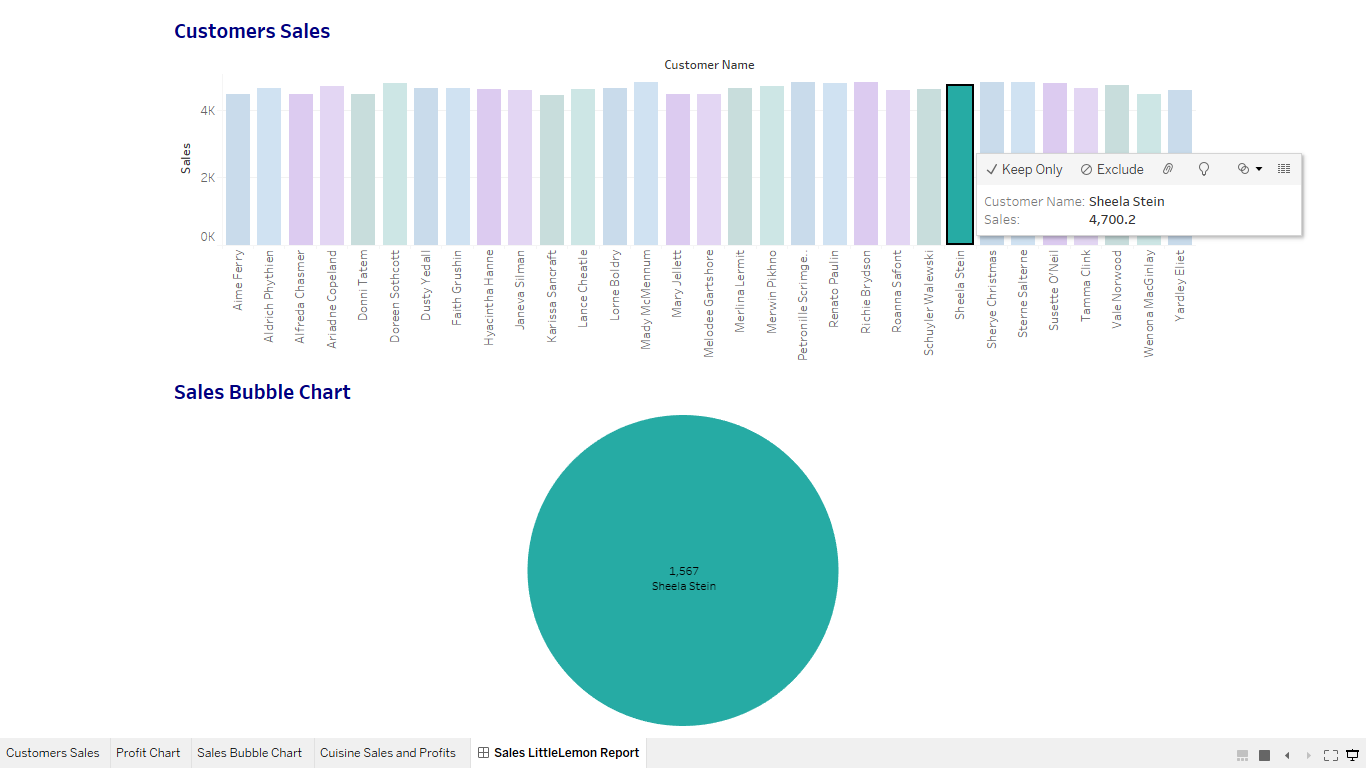 Customers Sales
Customer Name
Sales
4K
2K
0K
Keep Only
Exclude
Customer Name: Sheela Stein
Sales: 4,700.2
Aime Ferry
Aldrich Phythien
Alfreda Chasmer
Ariadne Copeland
Donni Tatem
Doreen Sothcott
Dusty Yedall
Faith Grushin
Hyacintha Hanne
Janeva Silman
Karissa Sancraft
Lance Cheatle
Lorne Boldry
Mady McMennum
Mary Jellett
Melodee Gartshore
Merlina Lermit
Merwin Pikhno
Petronille Scrimge..
Renato Paulin
Richie Brydson
Roanna Safont
Schuyler Walewski
Sheela Stein
Sherye Christmas
Sterne Salterne
Susette O'Neil
Tamma Clink
Vale Norwood
Wenona MacGinlay
Yardley Eliet
Sales Bubble Chart
1,567
Sheela Stein
Customers Sales
Profit Chart
Sales Bubble Chart
Cuisine Sales and Profits
Sales LittleLemon Report